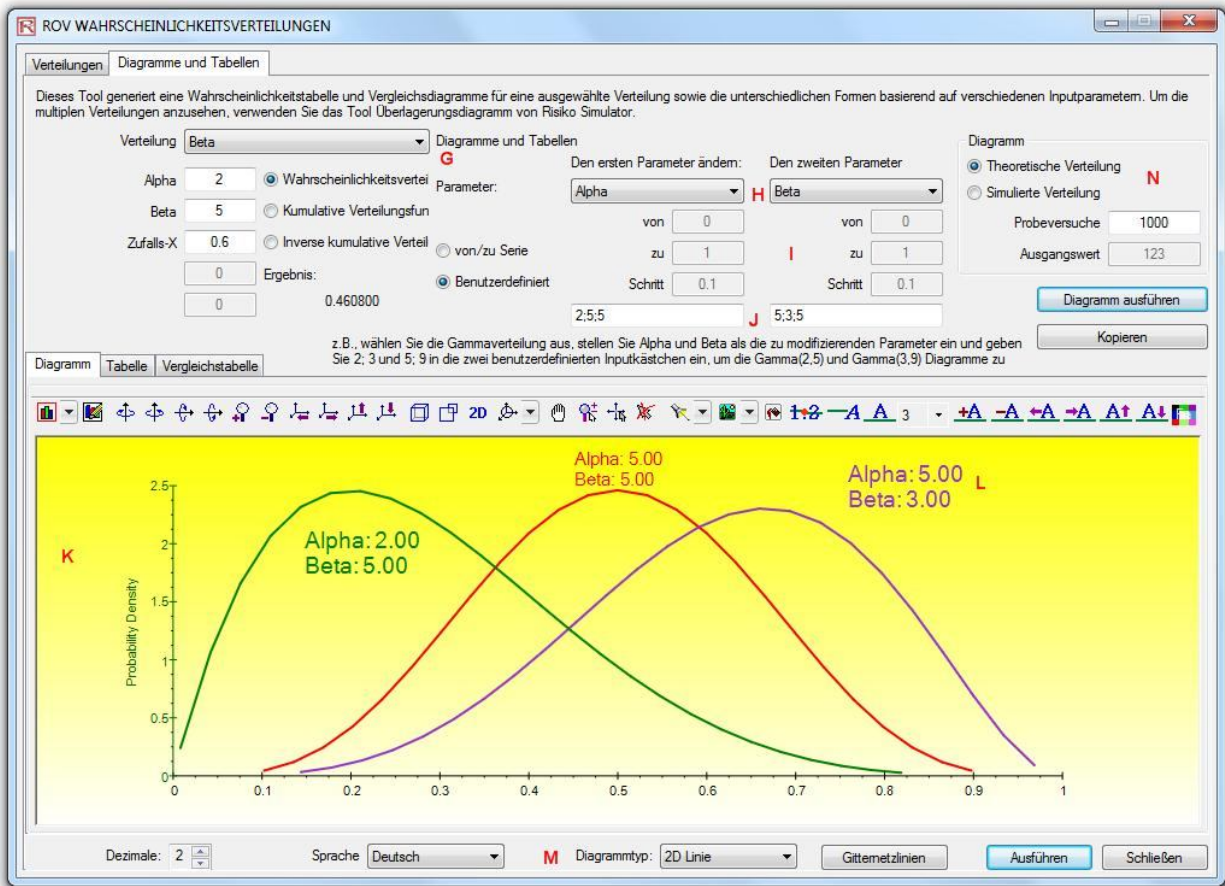 ROV WAHRSCHEINLICHKEITSVERTEILUNGEN
Verteilungen Diagramme und Tabellen
Dieses Tool generiert eine Wahrscheinlichkeitstabelle und Vergleichsdiagramme für eine ausgewählte Verteilung sowie die unterschiedlichen Formen basierend auf verschiedenen Inputparametern. Um die
multiplen Verteilungen anzusehen, verwenden Sie das Tool Überlagerungsdiagramm von Risiko Simulator.
Verteilung Beta
Alpha 2
Beta 5
Zufalls-X 0.6
0
0
Wahrscheinlichkeitsvertei
Kumulative Verteilungsfun
Inverse kumulative Verteil
Ergebnis:
0.460800
Diagramme und Tabellen
G
Parameter:
von/zu Serie
Benutzerdefiniert
Den ersten Parameter ändern:
Alpha
von 0
zu 1
Schritt 0.1
2;5;5
H
I
J
Den zweiten Parameter
Beta
von 0
zu 1
Schritt 0.1
5;3;5
z.B., wählen Sie die Gammaverteilung aus, stellen Sie Alpha und Beta als die zu modifizierenden Parameter ein und geben
Sie 2; 3 und 5; 9 in die zwei benutzerdefinierten Inputkästchen ein, um die Gamma(2,5) und Gamma(3,9) Diagramme zu
Diagramm
Theoretische Verteilung
N
Simulierte Verteilung
Probeversuche 1000
Ausgangswert 123
Diagramm ausführen
Kopieren
Diagramm Tabelle Vergleichstabelle
2D 3
Alpha: 5.00
Beta: 5.00
Alpha: 5.00
Beta: 3.00
L
Alpha: 2.00
Beta: 5.00
K
Probability Density
2.5
2
1.5
1
0.5
0
0 0.1 0.2 0.3 0.4 0.5 0.6 0.7 0.8 0.9 1
Dezimale: 2 Sprache Deutsch M Diagrammtyp: 2D Linie Gitternetzlinien Ausführen Schließen